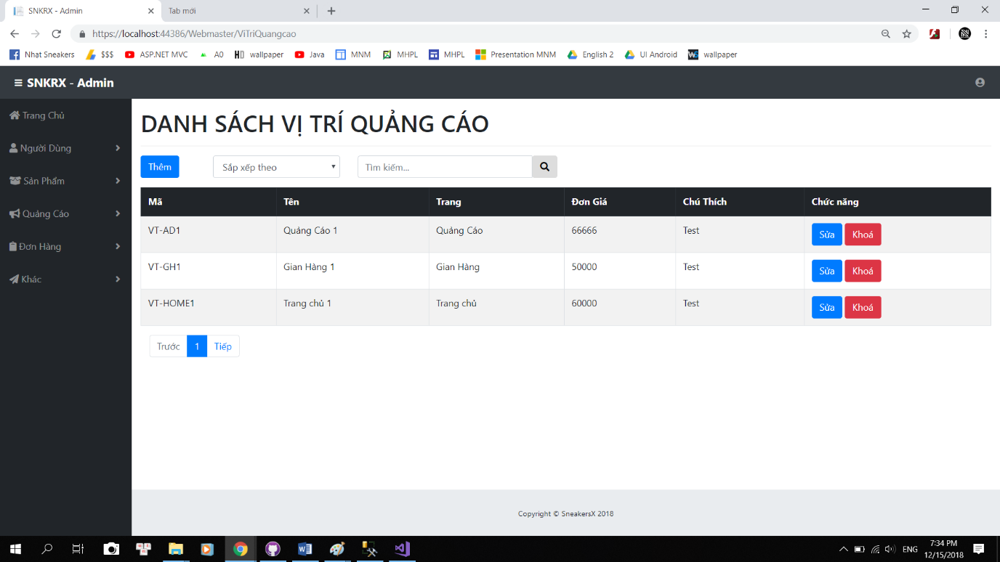 SNKRX - Admin
Tab mới
https://localhost:44386/Webmaster/ViTriQuangcao
Nhat Sneakers
$$$
ASP.NET MVC
A0
wallpaper
Java
MNM
MHPL
MHPL
Presentation MNM
English 2
UI Android
wallpaper
SNKRX - Admin
Trang Chủ
Người Dùng
Sản Phẩm
Quảng Cáo
Đơn Hàng
Khác
DANH SÁCH VỊ TRÍ QUẢNG CÁO
Thêm
Sắp xếp theo
Tìm kiếm...
Mã Tên Trang Đơn Giá Chú Thích Chức năng
VT-AD1 Quảng Cáo 1 Quảng Cáo 66666 Test Sửa Khoá
VT-GH1 Gian Hàng 1 Gian Hàng 50000 Test Sửa Khoá
VT-HOME1 Trang chủ 1 Trang chủ 60000 Test Sửa Khoá
Trước 1 Tiếp
Copyright © SneakersX 2018
ENG
7:34 PM
12/15/2018